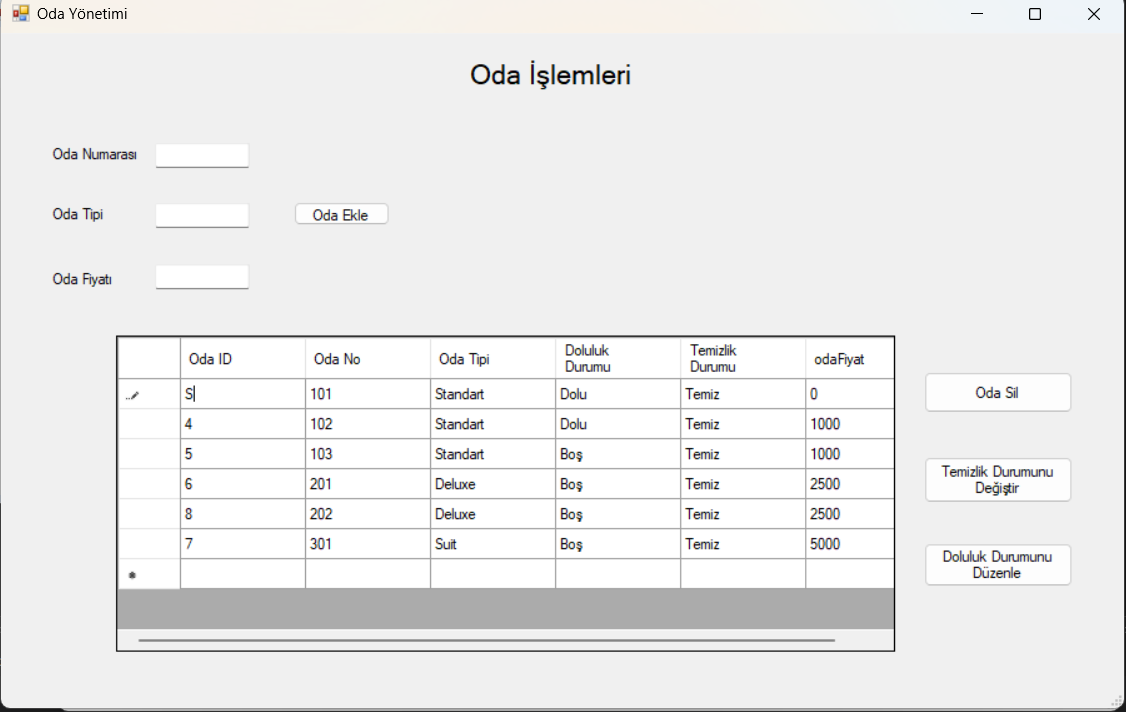 Oda Yönetimi
Oda İşlemleri
Oda Numarası
Oda Tipi
Oda Ekle
Oda Fiyatı
Oda ID Oda No Oda Tipi Doluluk Durumu Temizlik Durumu odaFiyat
S 101 Standart Dolu Temiz 0
4 102 Standart Dolu Temiz 1000
5 103 Standart Boş Temiz 1000
6 201 Deluxe Boş Temiz 2500
8 202 Deluxe Boş Temiz 2500
7 301 Suit Boş Temiz 5000
Oda Sil
Temizlik Durumunu
Değiştir
Doluluk Durumunu
Düzenle